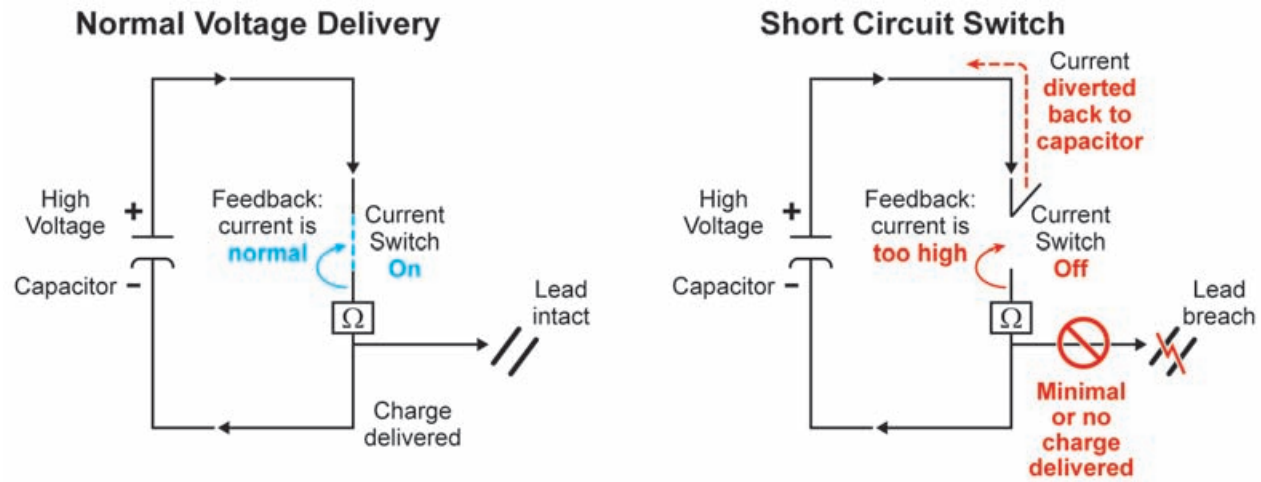 Normal Voltage Delivery
High
Voltage
+
Capacitor -
Feedback:
current is
normal
Current
Switch
On
Ω
Lead
intact
Charge
delivered
Short Circuit Switch
Current
diverted
back to
capacitor
High
Voltage
+
Capacitor -
Feedback:
current is
too high
Current
Switch
Off
Ω
Lead
breach
Minimal
or no
charge
delivered